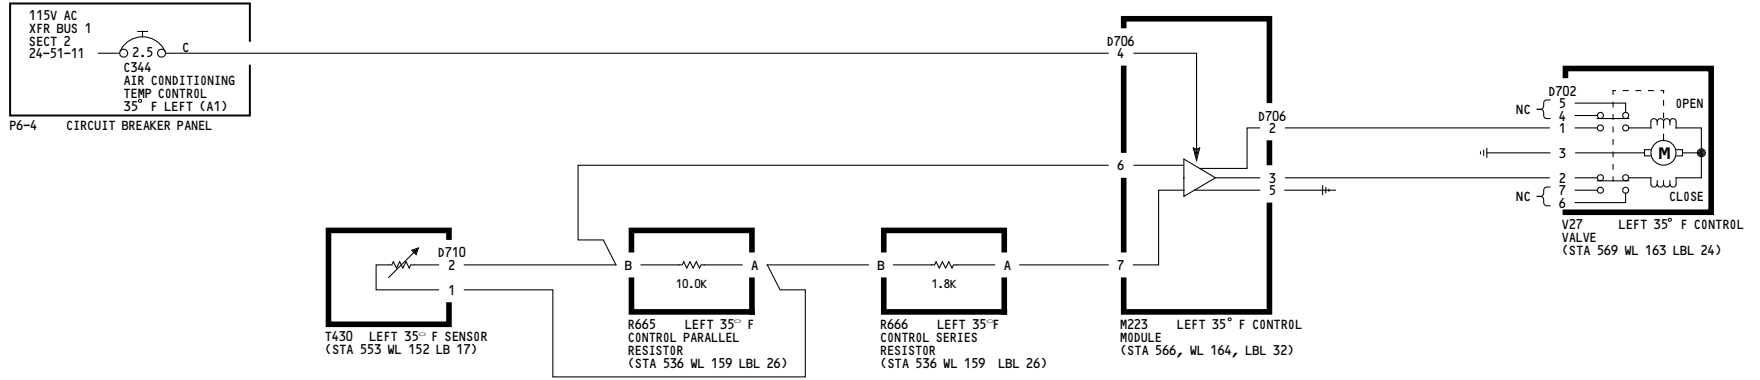 115V AC
XFR BUS 1
SECT 2
24-51-11
2.5
C
C344
AIR CONDITIONING
TEMP CONTROL
35° F LEFT (A1)
P6-4 CIRCUIT BREAKER PANEL
D706
4
6
7
D706
2
3
5
M223 LEFT 35° F CONTROL
MODULE
(STA 566, WL 164, LBL 32)
D702
NC
5
4
1
3
2
NC
7
6
OPEN
M
CLOSE
V27 LEFT 35° F CONTROL
VALVE
(STA 569 WL 163 LBL 24)
D710
2
1
T430 LEFT 35° F SENSOR
(STA 553 WL 152 LB 17)
B
A
10.0K
R665 LEFT 35° F
CONTROL PARALLEL
RESISTOR
(STA 536 WL 159 LBL 26)
B
A
1.8K
R666 LEFT 35°F
CONTROL SERIES
RESISTOR
(STA 536 WL 159 LBL 26)